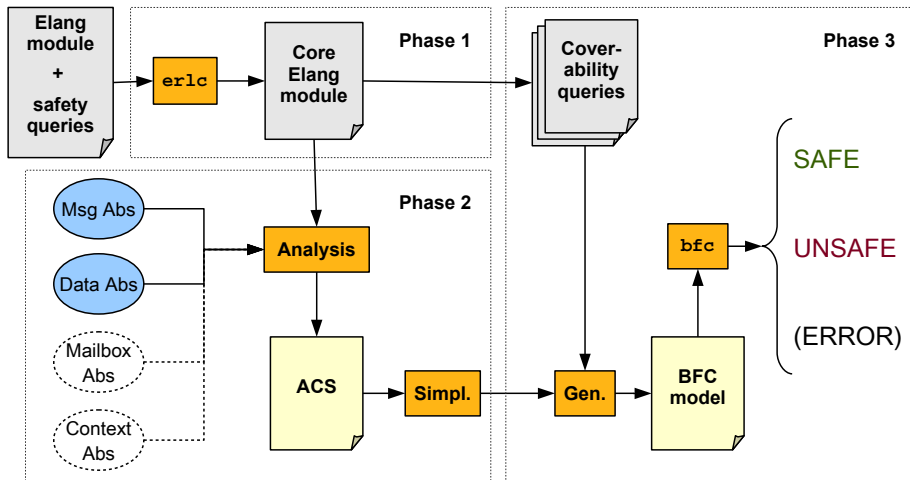 Elang
module
+
safety
queries
erlc
Core
Elang
module
Phase 1
Cover-
ability
queries
Phase 3
Msg Abs
Data Abs
Mailbox
Abs
Context
Abs
Phase 2
Analysis
ACS
Simpl.
Gen.
BFC
model
bfc
SAFE
UNSAFE
(ERROR)